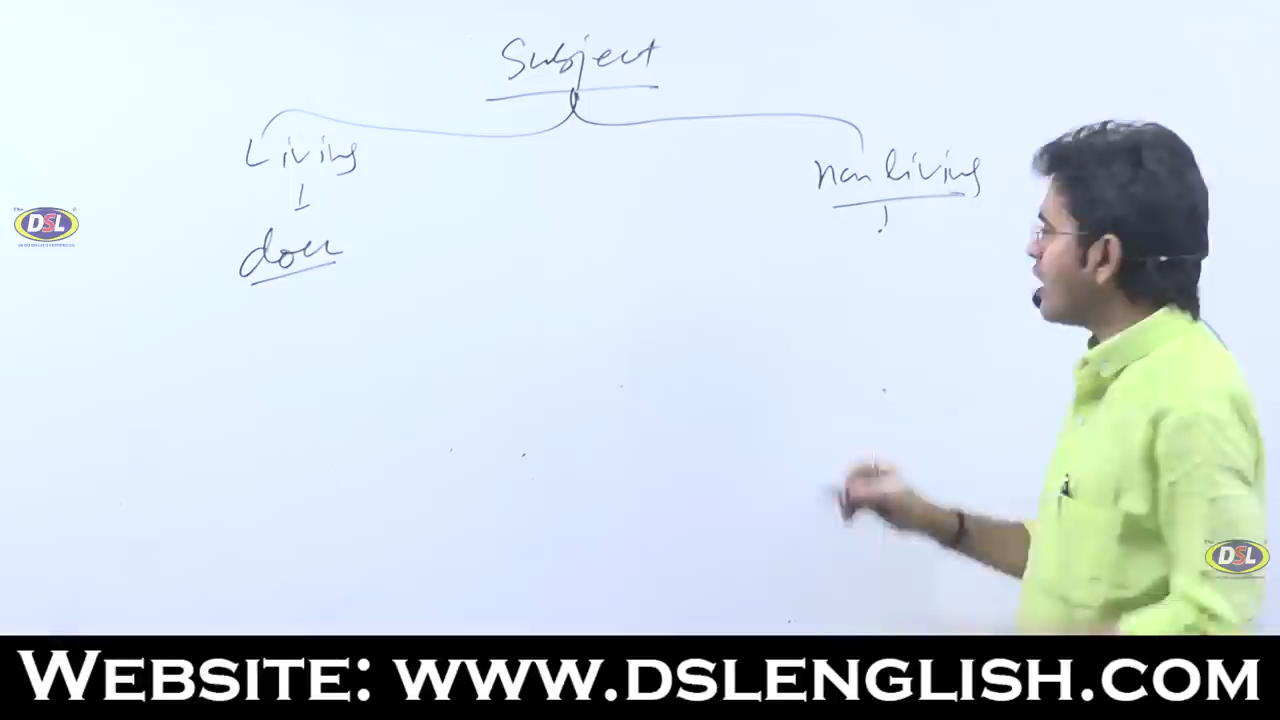 Subject
Living
non living
doer
DSL
DSL
WEBSITE: WWW.DSLENGLISH.COM